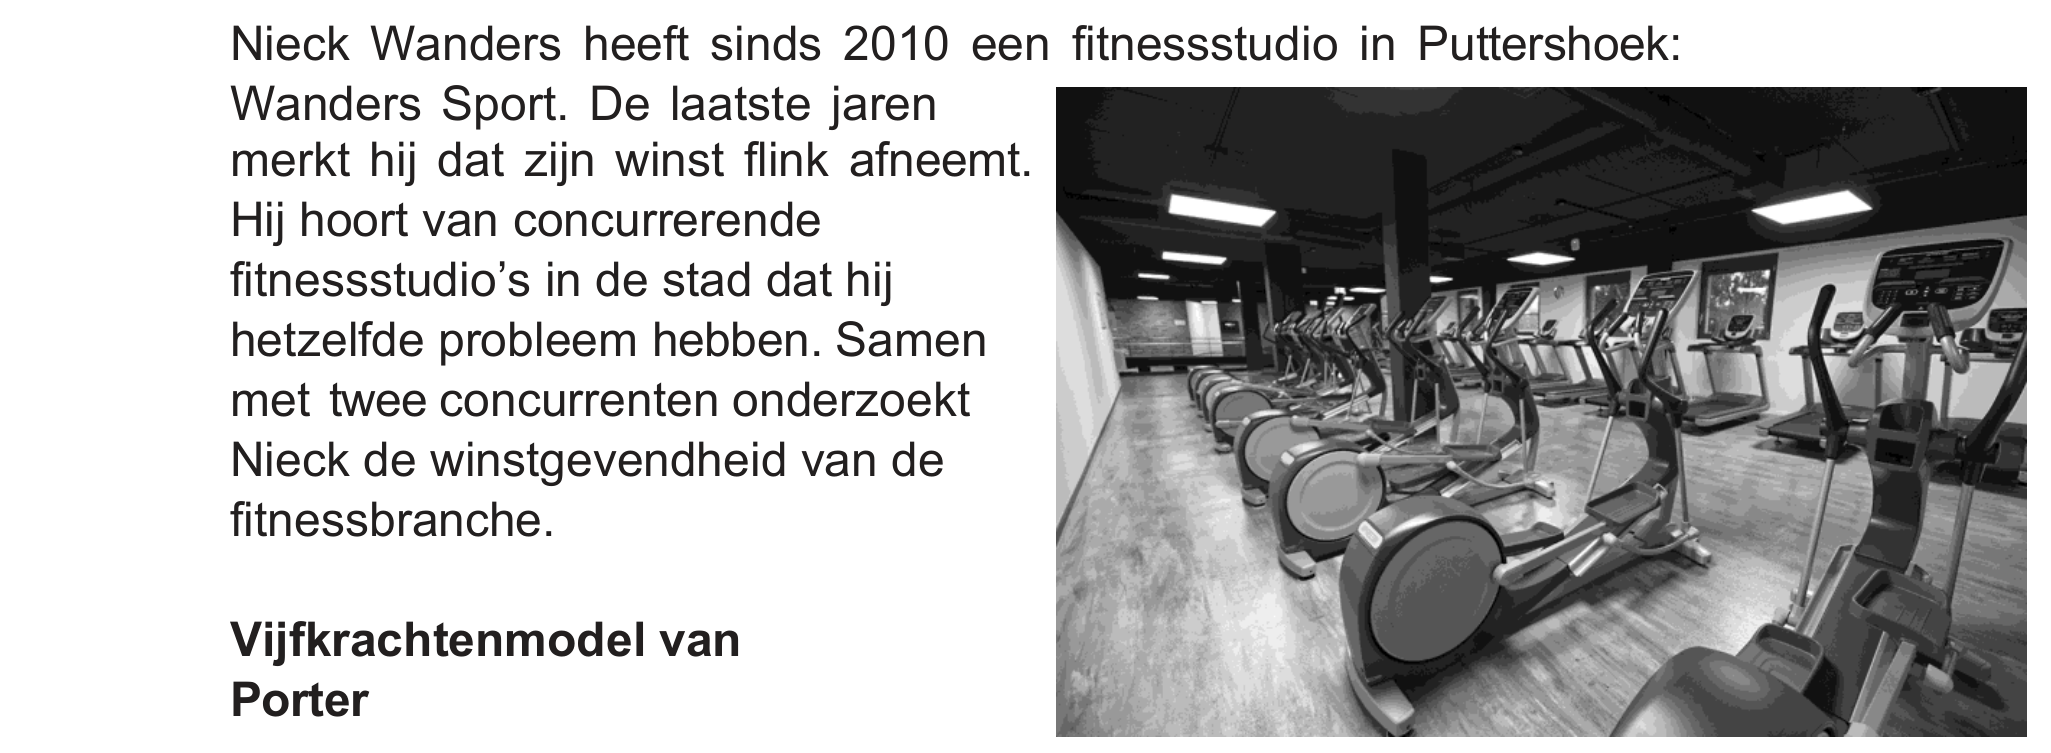 Nieck Wanders heeft sinds 2010 een fitnessstudio in Puttershoek:
Wanders Sport. De laatste jaren
merkt hij dat zijn winst flink afneemt.
Hij hoort van concurrerende
fitnessstudio’s in de stad dat hij
hetzelfde probleem hebben. Samen
met twee concurrenten onderzoekt
Nieck de winstgevendheid van de
fitnessbranche.
Vijfkrachtenmodel van
Porter